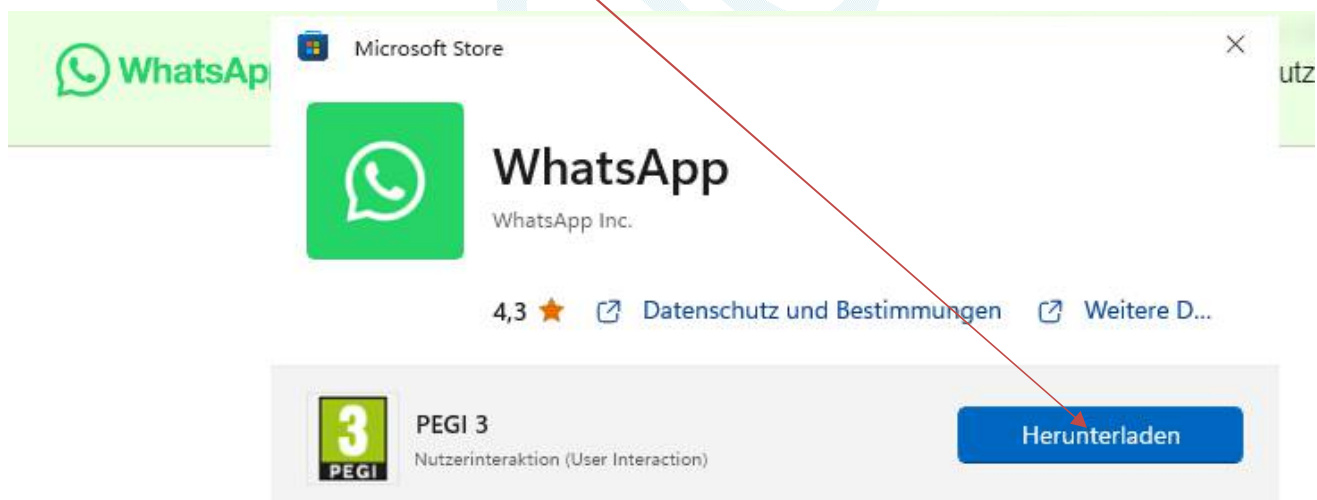 WhatsAp
Microsoft Store
utz
WhatsApp
WhatsApp Inc.
4,3 Datenschutz und Bestimmungen Weitere D...
3
PEGI
PEGI 3
Nutzerinteraktion (User Interaction)
Herunterladen